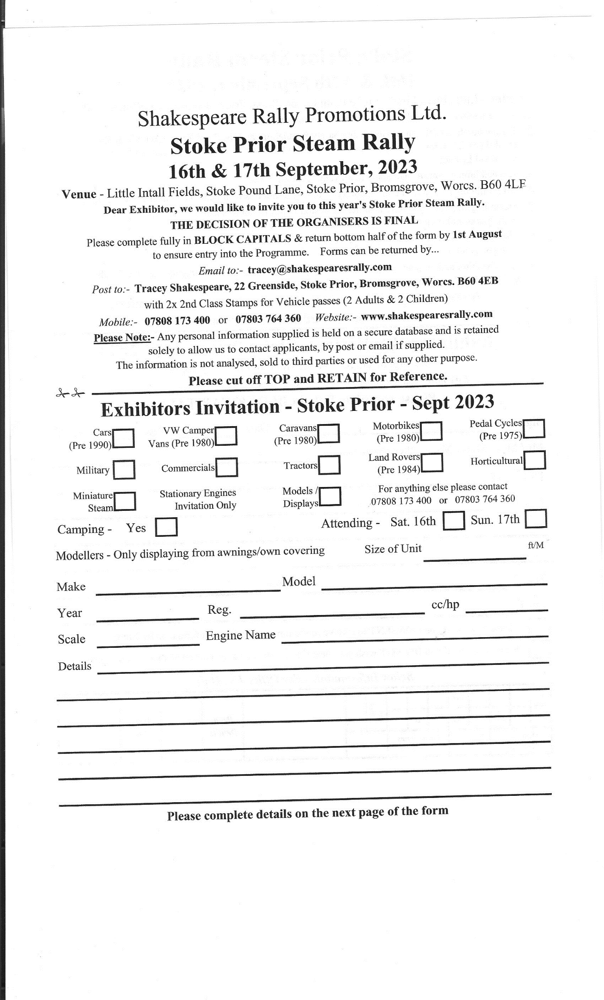 Shakespeare Rally Promotions Ltd.
Stoke Prior Steam Rally
16th & 17th September, 2023
Venue - Little Intall Fields, Stoke Pound Lane, Stoke Prior, Bromsgrove, Worcs. B60 4LF
Dear Exhibitor, we would like to invite you to this year's Stoke Prior Steam Rally.
THE DECISION OF THE ORGANISERS IS FINAL
Please complete fully in BLOCK CAPITALS & return bottom half of the form by 1st August
to ensure entry into the Programme. Forms can be returned by...
Email to:- tracey@shakespearesrally.com
Post to:- Tracey Shakespeare, 22 Greenside, Stoke Prior, Bromsgrove, Worcs. B60 4EB
with 2x 2nd Class Stamps for Vehicle passes (2 Adults & 2 Children)
Mobile:- 07808 173 400 or 07803 764 360 Website:- www.shakespearesrally.com
Please Note:- Any personal information supplied is held on a secure database and is retained
solely to allow us to contact applicants, by post or email if supplied.
The information is not analysed, sold to third parties or used for any other purpose.
Please cut off TOP and RETAIN for Reference.
Exhibitors Invitation - Stoke Prior - Sept 2023
Cars VW Camper Caravans Motorbikes Pedal Cycles
(Pre 1990) Vans (Pre 1980) (Pre 1980) (Pre 1980) (Pre 1975)
Military Commercials Tractors Land Rovers Horticultural
(Pre 1984)
Miniature Stationary Engines Models / For anything else please contact
Steam Invitation Only Displays 07808 173 400 or 07803 764 360
Camping - Yes Attending - Sat. 16th Sun. 17th
Modellers - Only displaying from awnings/own covering Size of Unit ft/M
Make Model
Year Reg. cc/hp
Scale Engine Name
Details
Please complete details on the next page of the form